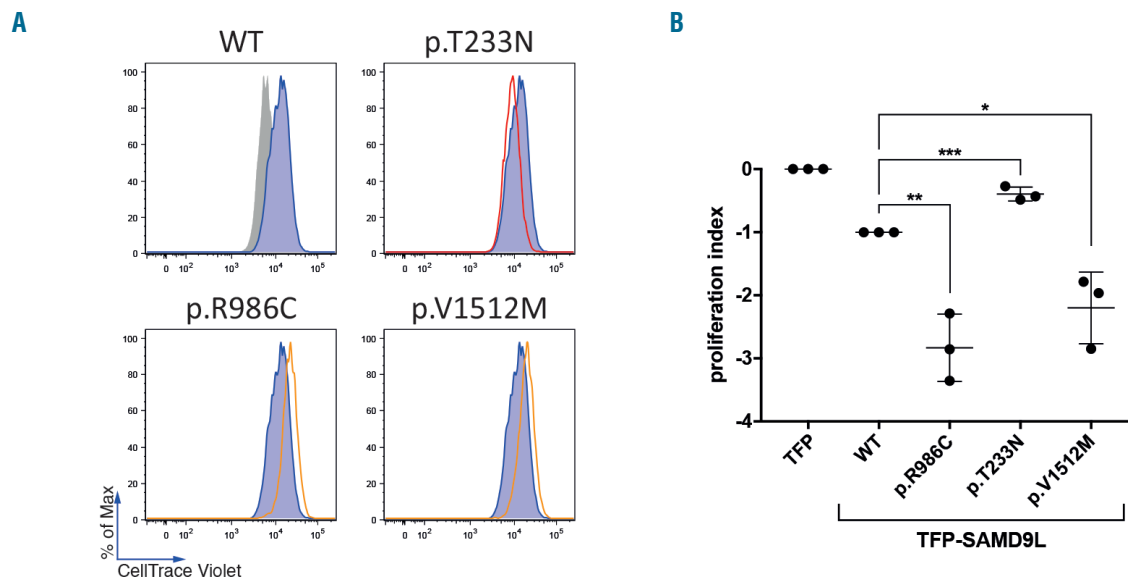 A
B
WT
p.T233N
100
80
60
40
20
0
0 10² 10³ 10⁴ 10⁵
100
80
60
40
20
0
0 10² 10³ 10⁴ 10⁵
p.R986C
p.V1512M
100
80
60
40
20
0
0 10² 10³ 10⁴ 10⁵
100
80
60
40
20
0
0 10² 10³ 10⁴ 10⁵
% of Max
CellTrace Violet
*
***
**
proliferation index
0
-1
-2
-3
-4
TFP
WT
p.R986C
p.T233N
p.V1512M
TFP-SAMD9L